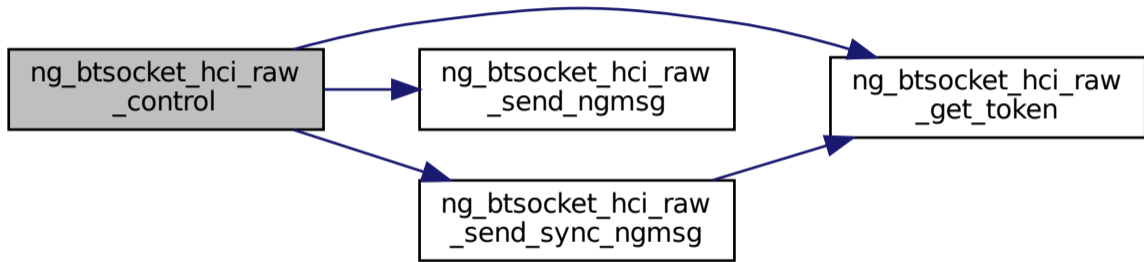 ng_btsocket_hci_raw
_control
ng_btsocket_hci_raw
_send_ngmsg
ng_btsocket_hci_raw
_send_sync_ngmsg
ng_btsocket_hci_raw
_get_token